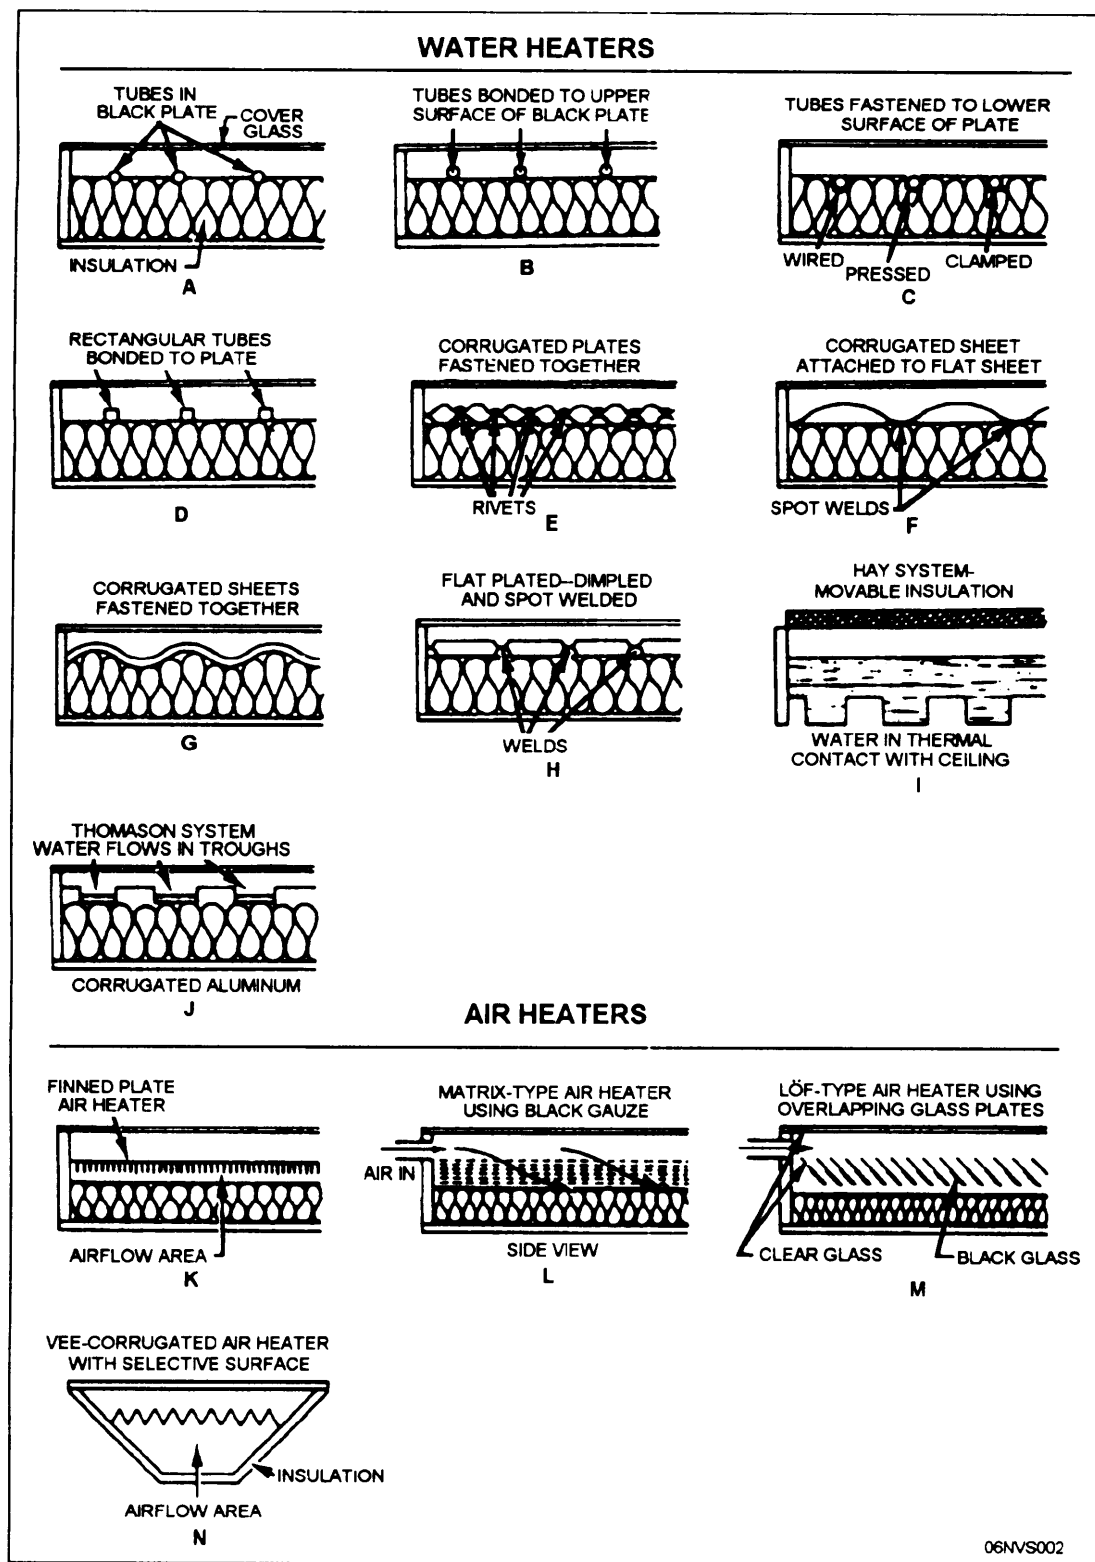 WATER HEATERS
TUBES IN
BLACK PLATE
COVER
GLASS
INSULATION
A
TUBES BONDED TO UPPER
SURFACE OF BLACK PLATE
B
TUBES FASTENED TO LOWER
SURFACE OF PLATE
WIRED
PRESSED
CLAMPED
C
RECTANGULAR TUBES
BONDED TO PLATE
D
CORRUGATED PLATES
FASTENED TOGETHER
RIVETS
E
CORRUGATED SHEET
ATTACHED TO FLAT SHEET
SPOT WELDS
F
CORRUGATED SHEETS
FASTENED TOGETHER
G
FLAT PLATED--DIMPLED
AND SPOT WELDED
WELDS
H
HAY SYSTEM-
MOVABLE INSULATION
WATER IN THERMAL
CONTACT WITH CEILING
I
THOMASON SYSTEM
WATER FLOWS IN TROUGHS
CORRUGATED ALUMINUM
J
AIR HEATERS
FINNED PLATE
AIR HEATER
AIRFLOW AREA
K
MATRIX-TYPE AIR HEATER
USING BLACK GAUZE
AIR IN
SIDE VIEW
L
LÖF-TYPE AIR HEATER USING
OVERLAPPING GLASS PLATES
CLEAR GLASS
BLACK GLASS
M
VEE-CORRUGATED AIR HEATER
WITH SELECTIVE SURFACE
INSULATION
AIRFLOW AREA
N
06NVS002